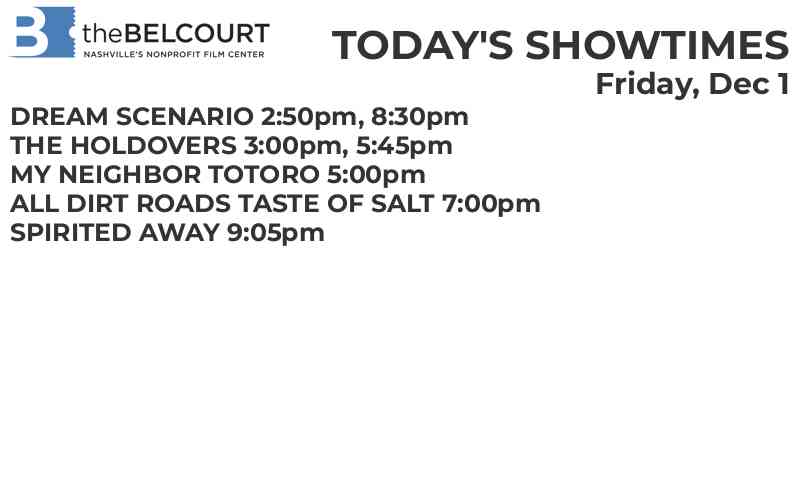 B theBELCOURT
NASHVILLE'S NONPROFIT FILM CENTER
TODAY'S SHOWTIMES
Friday, Dec 1
DREAM SCENARIO 2:50pm, 8:30pm
THE HOLDOVERS 3:00pm, 5:45pm
MY NEIGHBOR TOTORO 5:00pm
ALL DIRT ROADS TASTE OF SALT 7:00pm
SPIRITED AWAY 9:05pm